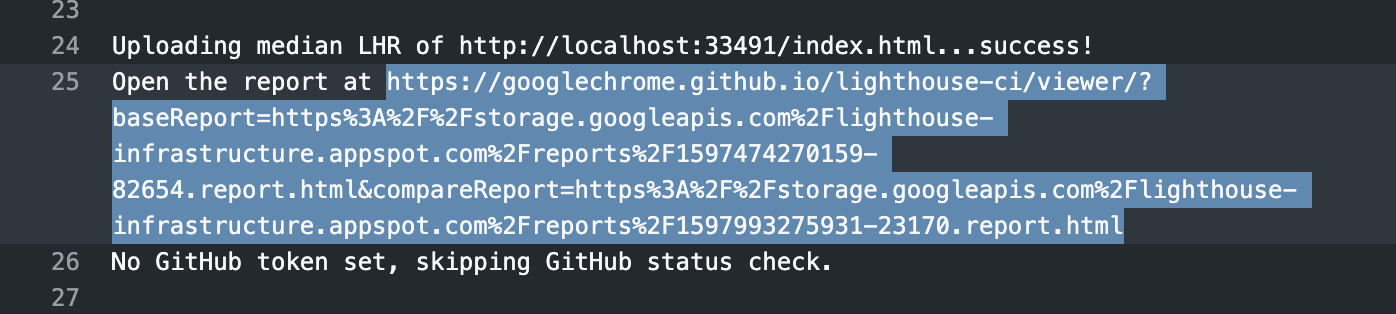 23
24 Uploading median LHR of http://localhost:33491/index.html...success!
25 Open the report at https://googlechrome.github.io/lighthouse-ci/viewer/?
baseReport=https%3A%2F%2Fstorage.googleapis.com%2Flighthouse-
infrastructure.appspot.com%2Freports%2F1597474270159-
82654.report.html&compareReport=https%3A%2F%2Fstorage.googleapis.com%2Flighthouse-
infrastructure.appspot.com%2Freports%2F1597993275931-23170.report.html
26 No GitHub token set, skipping GitHub status check.
27